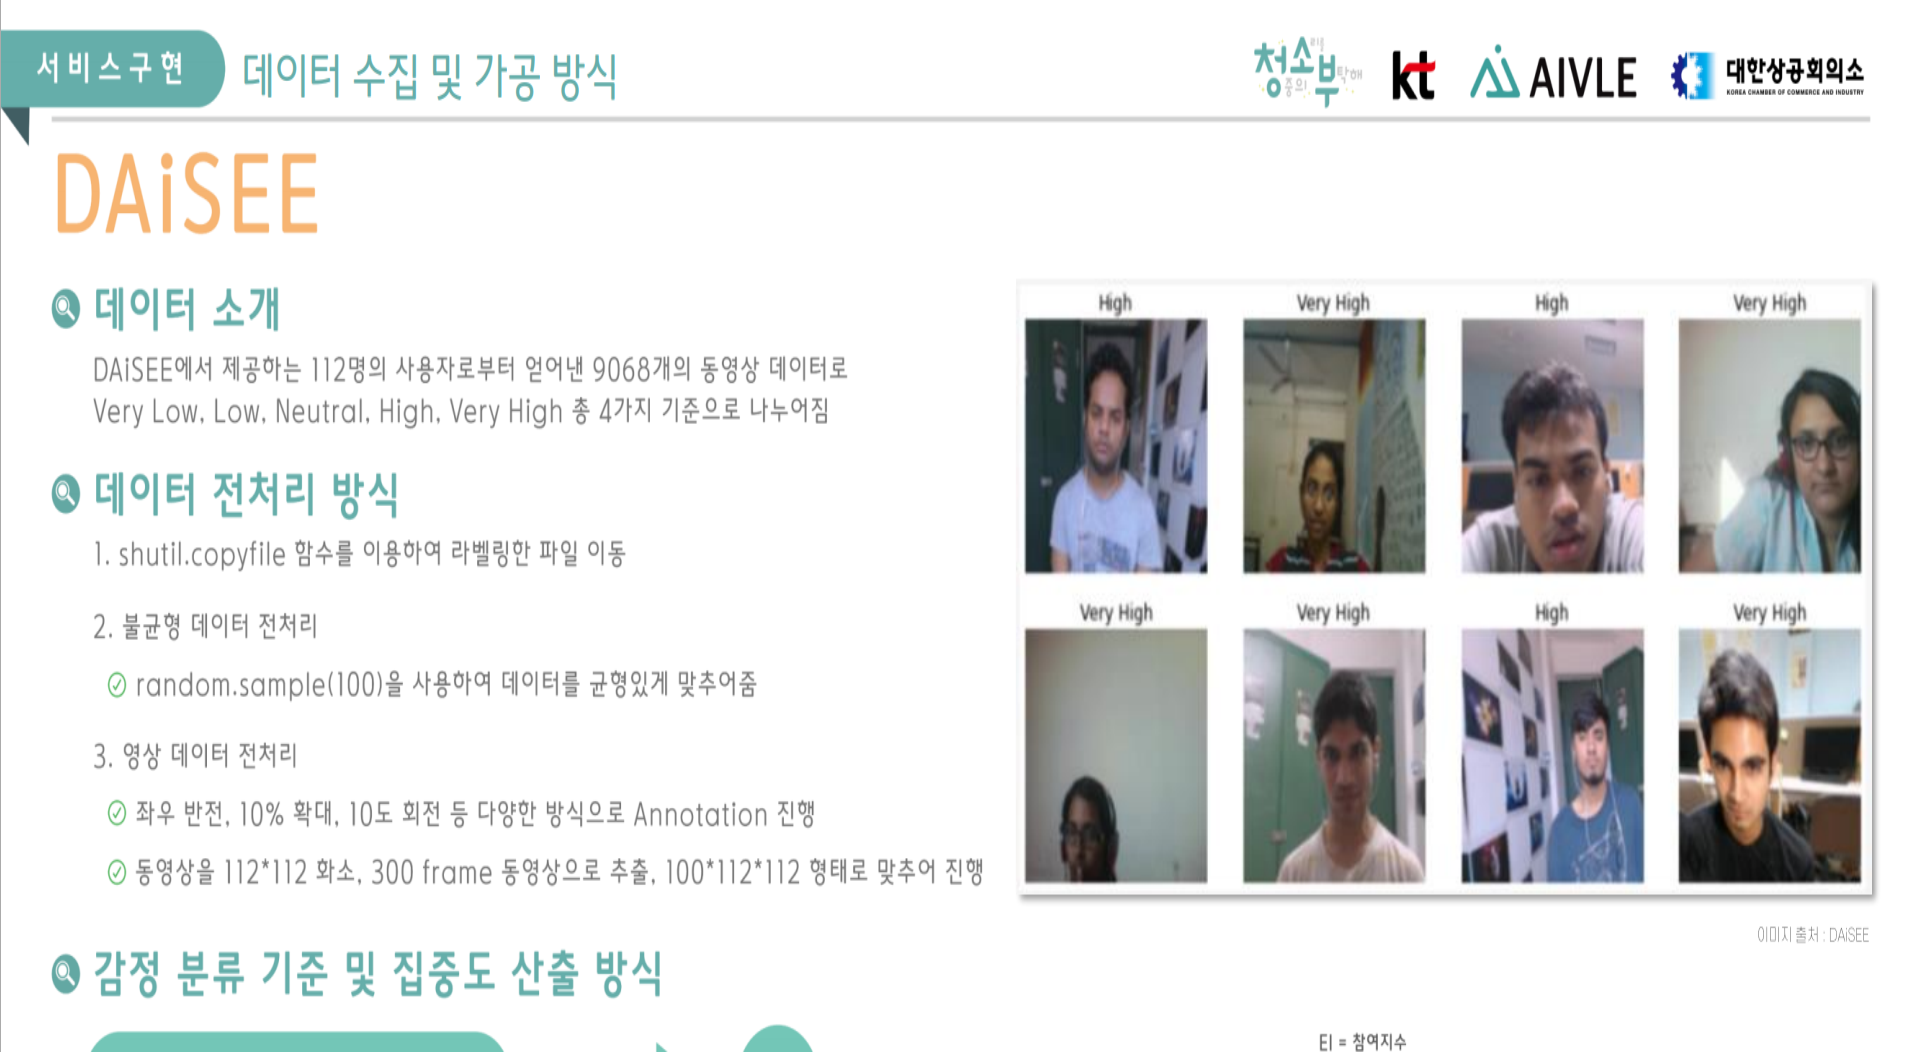 서비스구현
데이터 수집 및 가공 방식
청소부
리를
중의
탁해
kt
AIVLE
대한상공회의소
KOREA CHAMBER OF COMMERCE AND INDUSTRY
DAiSEE
데이터 소개
DAiSEE에서 제공하는 112명의 사용자로부터 얻어낸 9068개의 동영상 데이터로
Very Low, Low, Neutral, High, Very High 총 4가지 기준으로 나누어짐
데이터 전처리 방식
1. shutil.copyfile 함수를 이용하여 라벨링한 파일 이동
2. 불균형 데이터 전처리
random.sample(100)을 사용하여 데이터를 균형있게 맞추어줌
3. 영상 데이터 전처리
좌우 반전, 10% 확대, 10도 회전 등 다양한 방식으로 Annotation 진행
동영상을 112*112 화소, 300 frame 동영상으로 추출, 100*112*112 형태로 맞추어 진행
High Very High High Very High
Very High Very High High Very High
이미지 출처 : DAiSEE
감정 분류 기준 및 집중도 산출 방식
EI = 참여지수